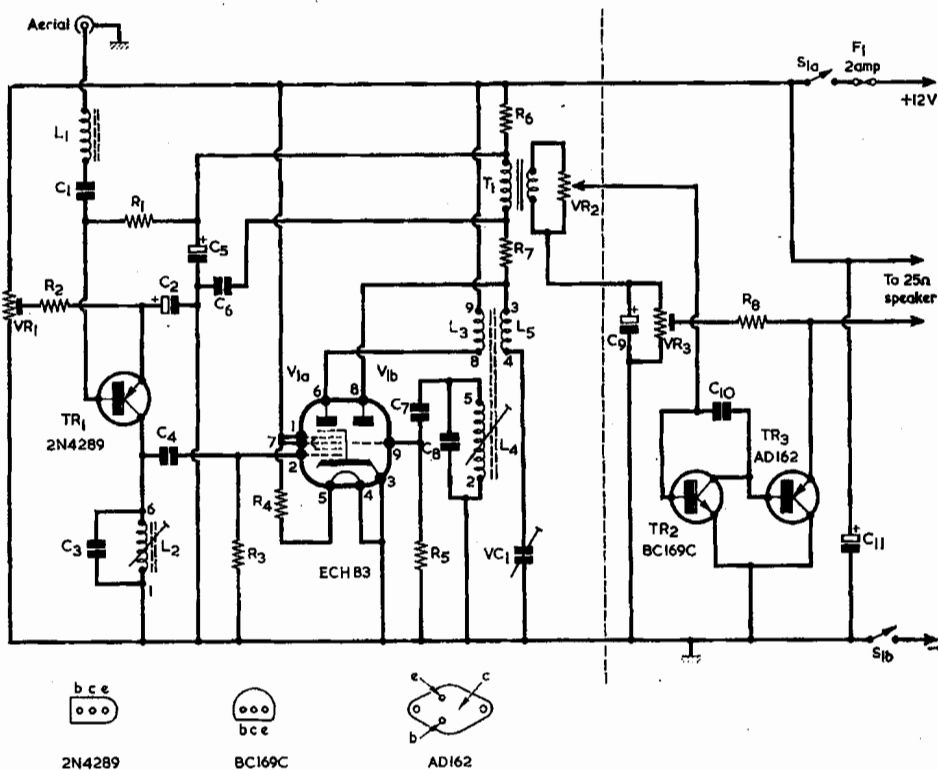 Aerial
S1a
F1
2amp
+12V
L1
R6
C1
R1
T1
VR2
C5
C6
R7
R2
+
C2
+
VR1
9
3
L3
L5
8
4
C9
+
VR3
R8
To 25Ω
speaker
V1a
V1b
6
8
C7
5
C10
TR1
2N4289
C4
1
7
2
9
C8
L4
2
TR3
AD162
R4
5
4
3
TR2
BC169C
6
C3
L2
1
R3
ECH83
R5
VC1
+
C11
S1b
−
b c e
2N4289
b c e
BC169C
e
c
b
AD162